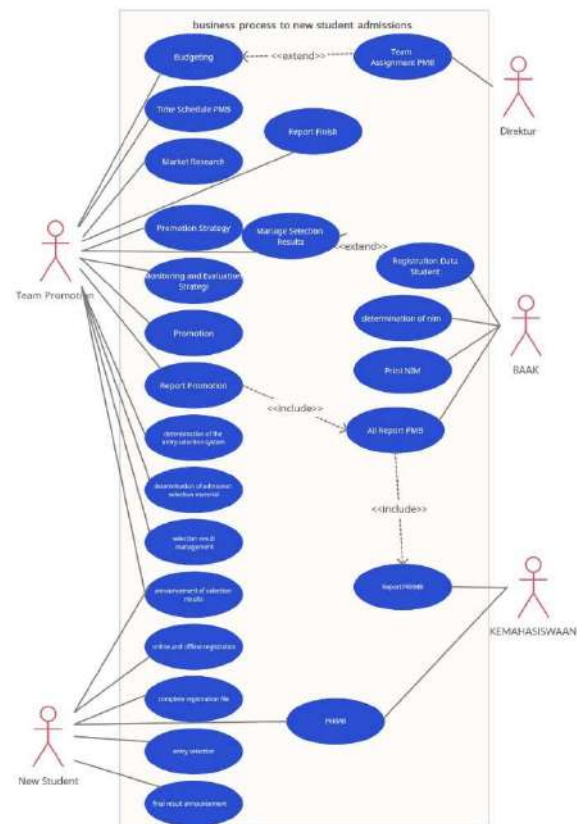 business process to new student admissions
Budgeting
<<extend>>
Team
Assignment PMB
Direktur
Time Schedule PMB
Report Finish
Market Research
Promotion Strategy
Manage Selection
Results
<<extend>>
Registration Data
Student
Team Promotion
Monitoring and Evaluation
Strategi
determination of nim
Promotion
BAAK
Print NIM
Report Promotion
<<include>>
All Report PMB
determination of the
entry selection system
determination of admission
selection material
<<include>>
selection result
management
announcement of selection
results
KEMAHASISWAAN
online and offline registration
complete registration file
New Student
entry selection
final result announcement